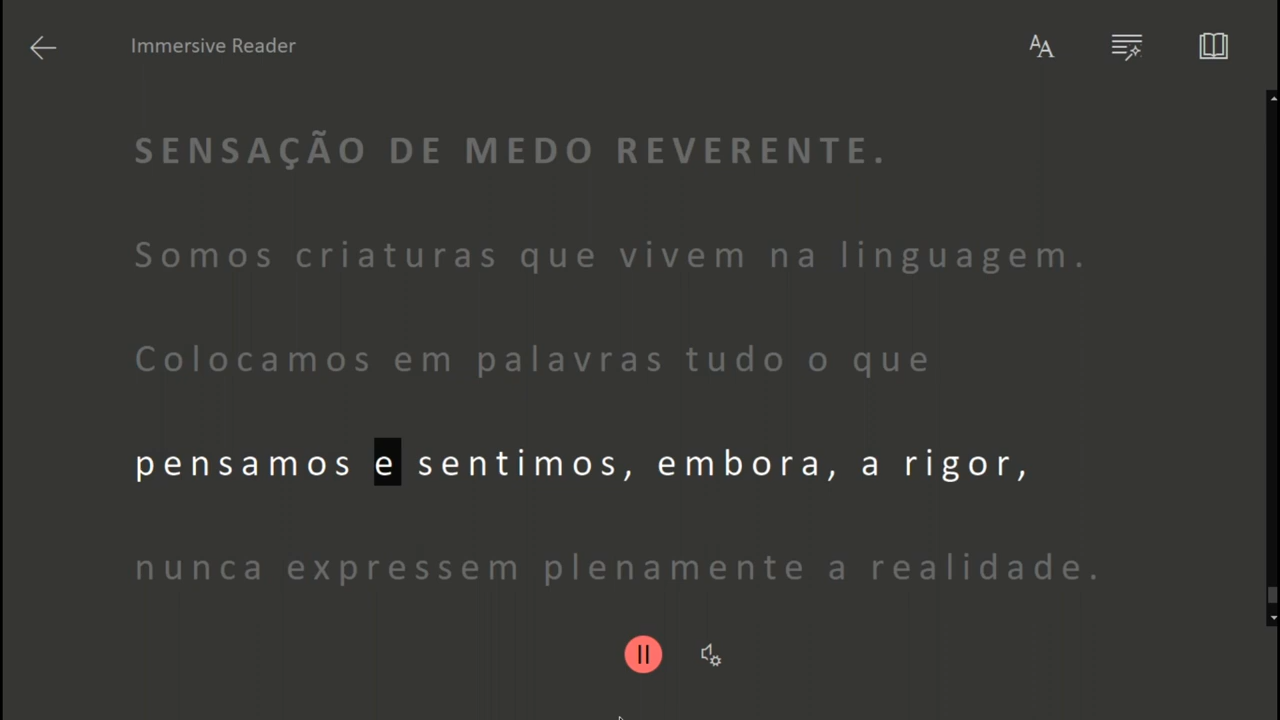 Immersive Reader
SENSAÇÃO DE MEDO REVERENTE.
Somos criaturas que vivem na linguagem.
Colocamos em palavras tudo o que
pensamos e sentimos, embora, a rigor,
nunca expressem plenamente a realidade.